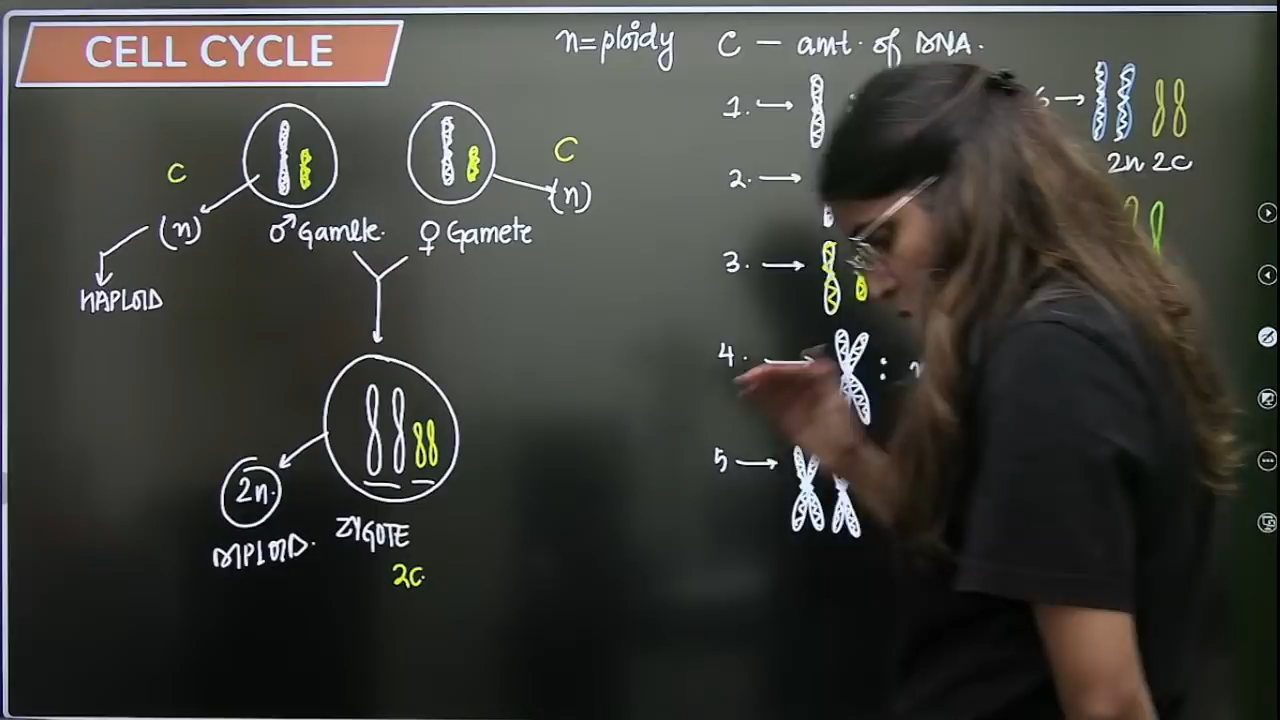 CELL CYCLE
n=ploidy C - amt. of DNA.
C
(n)
HAPLOID
♂ Gamete.
♀ Gamete
C
(n)
2n.
DIPLOID.
ZYGOTE
2C.
1. →
2. →
3. →
4. → :
5 →
→
2n 2C